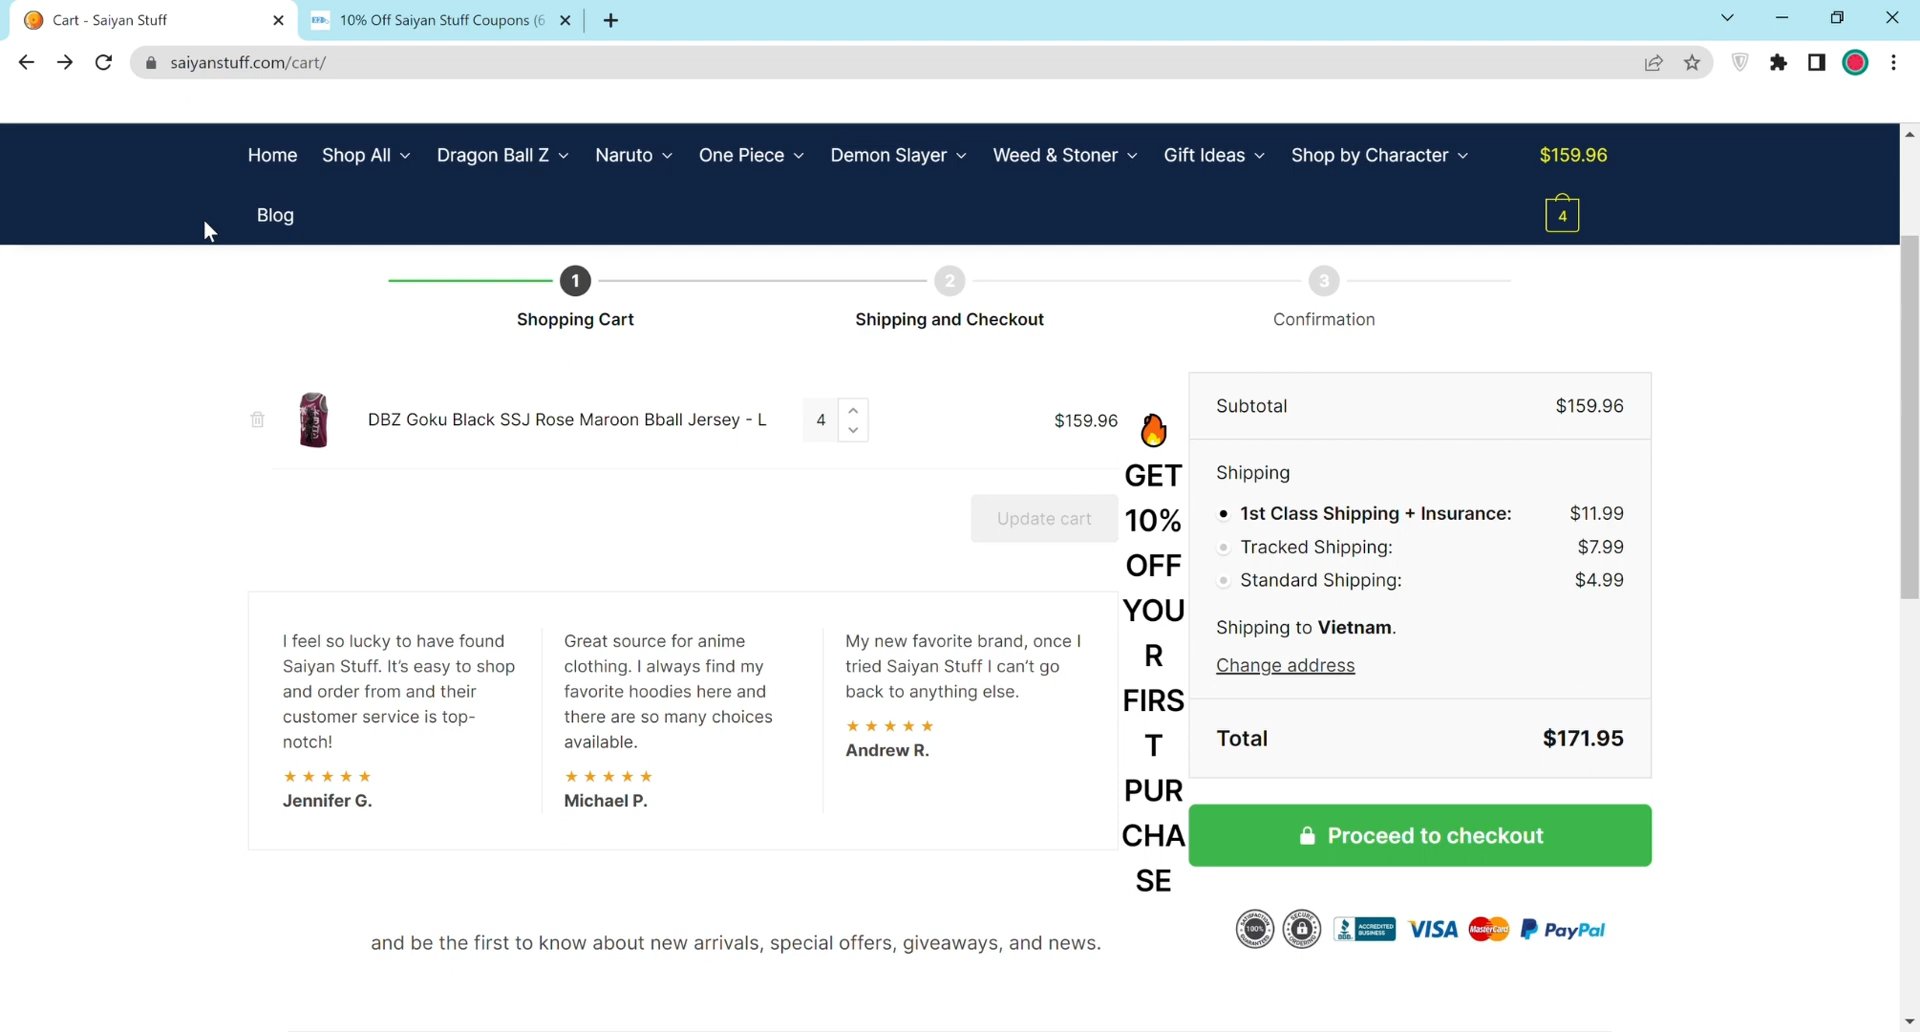 Cart - Saiyan Stuff
10% Off Saiyan Stuff Coupons (6
saiyanstuff.com/cart/
Home Shop All Dragon Ball Z Naruto One Piece Demon Slayer Weed & Stoner Gift Ideas Shop by Character $159.96
Blog 4
1 2 3
Shopping Cart Shipping and Checkout Confirmation
DBZ Goku Black SSJ Rose Maroon Bball Jersey - L 4 $159.96
Update cart
I feel so lucky to have found
Saiyan Stuff. It's easy to shop
and order from and their
customer service is top-
notch!
Jennifer G.
Great source for anime
clothing. I always find my
favorite hoodies here and
there are so many choices
available.
Michael P.
My new favorite brand, once I
tried Saiyan Stuff I can't go
back to anything else.
Andrew R.
and be the first to know about new arrivals, special offers, giveaways, and news.
GET
10%
OFF
YOU
R
FIRS
T
PUR
CHA
SE
Subtotal $159.96
Shipping
1st Class Shipping + Insurance: $11.99
Tracked Shipping: $7.99
Standard Shipping: $4.99
Shipping to Vietnam.
Change address
Total $171.95
Proceed to checkout
100% BBB ACCREDITED BUSINESS VISA MasterCard PayPal